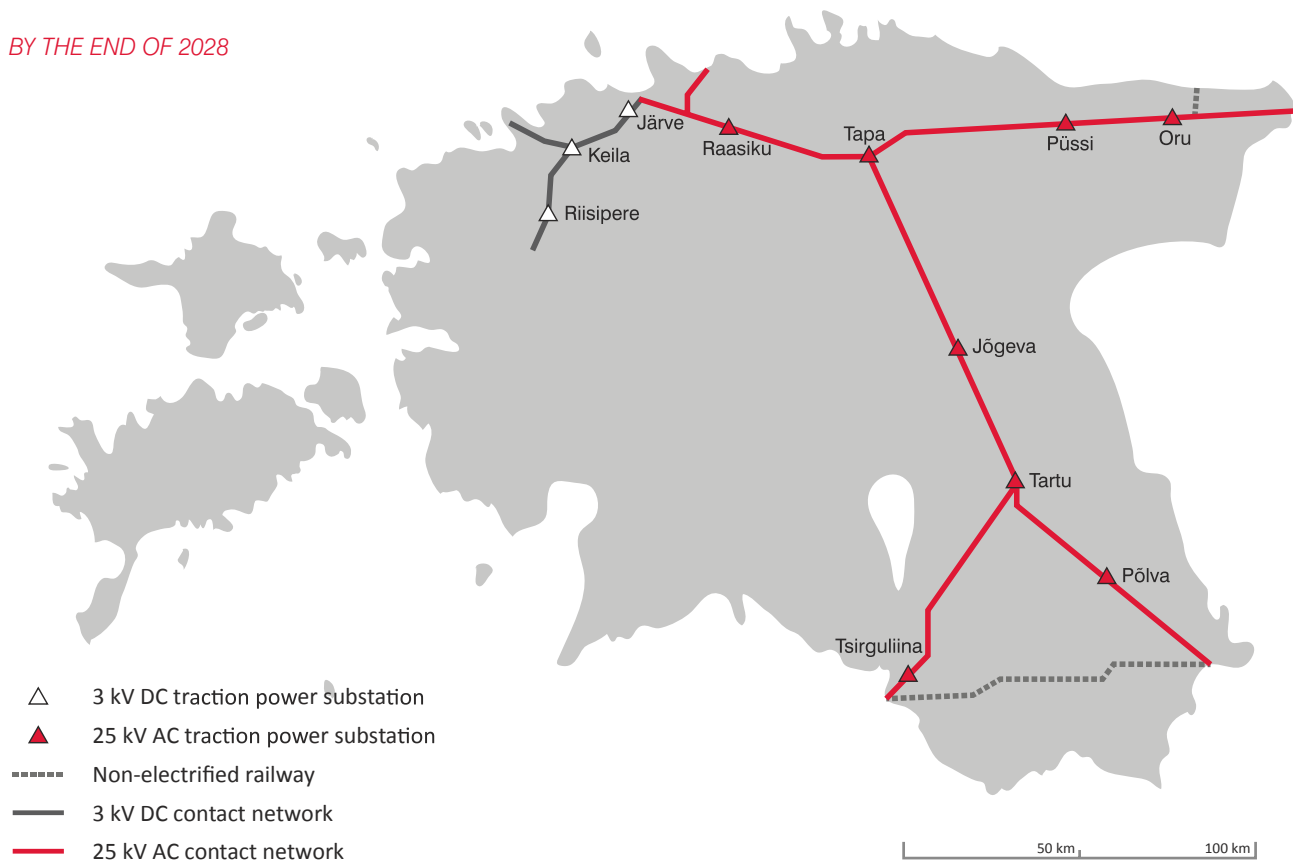 BY THE END OF 2028
Järve
Keila
Riisipere
Raasiku
Tapa
Püssi
Oru
Jõgeva
Tartu
Põlva
Tsirguliina
3 kV DC traction power substation
25 kV AC traction power substation
Non-electrified railway
3 kV DC contact network
25 kV AC contact network
50 km
100 km